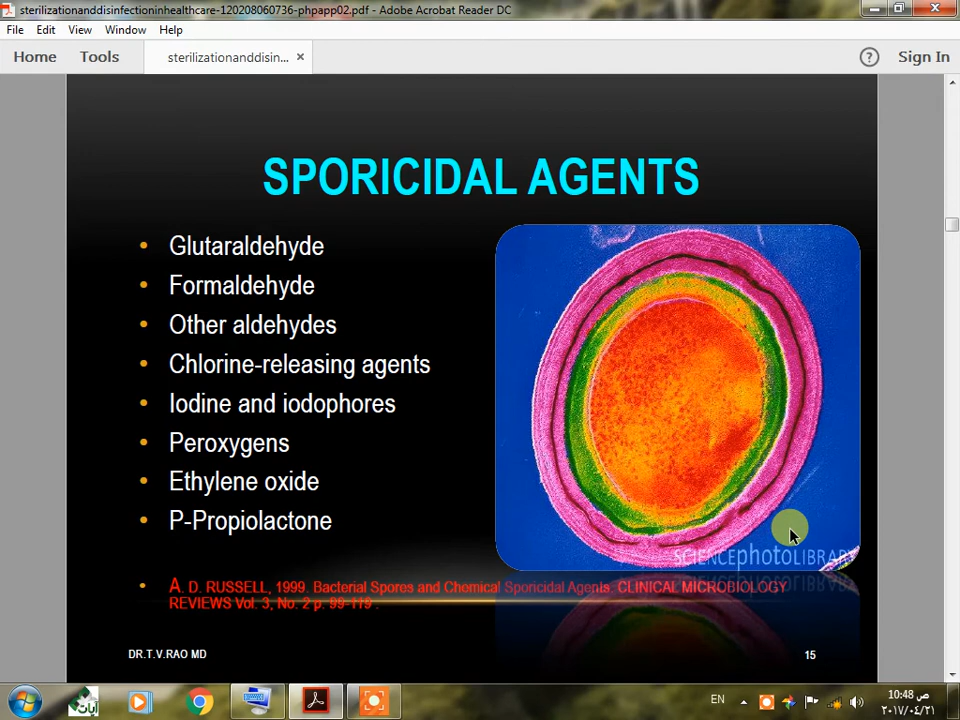 sterilizationanddisinfectioninhealthcare-120208060736-phpapp02.pdf - Adobe Acrobat Reader DC
File Edit View Window Help
Home Tools sterilizationanddisin... × ? Sign In
SPORICIDAL AGENTS
• Glutaraldehyde
• Formaldehyde
• Other aldehydes
• Chlorine-releasing agents
• Iodine and iodophores
• Peroxygens
• Ethylene oxide
• P-Propiolactone
SCIENCEphotoLIBRARY
• A. D. RUSSELL, 1999. Bacterial Spores and Chemical Sporicidal Agents. CLINICAL MICROBIOLOGY
REVIEWS Vol. 3, No. 2 p. 99-119 .
DR.T.V.RAO MD 15
آيات EN 10:48 ص
٢٠١٧/٠٤/٢١